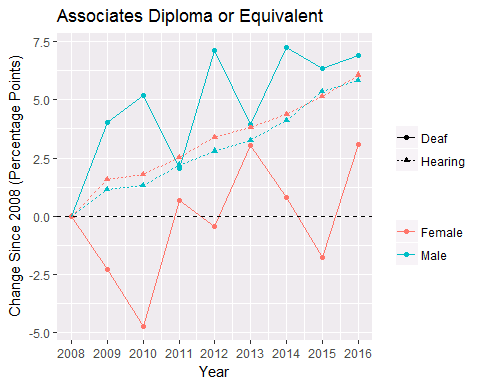 Associates Diploma or Equivalent
Change Since 2008 (Percentage Points)
7.5
5.0
2.5
0.0
-2.5
-5.0
2008 2009 2010 2011 2012 2013 2014 2015 2016
Year
Deaf
Hearing
Female
Male